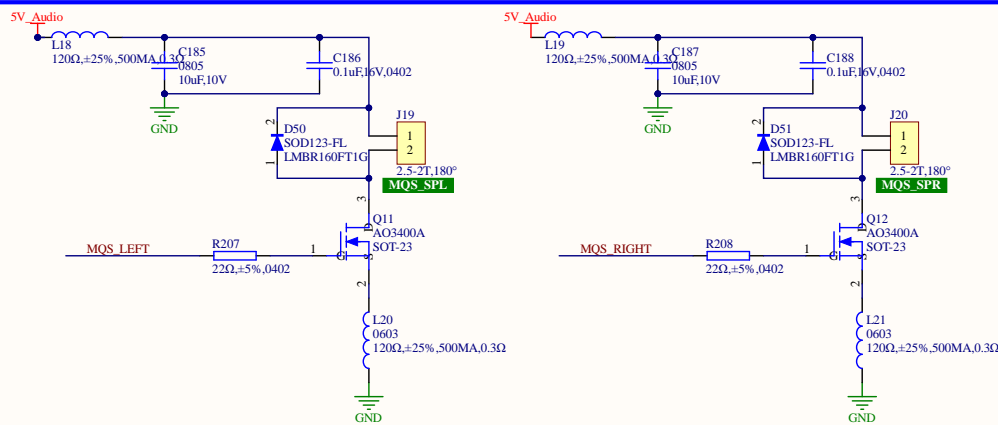 5V_Audio
L18
120Ω,±25%,500MA,0.3Ω
C185
0805
10uF,10V
C186
0.1uF,16V,0402
GND
2
D50
SOD123-FL
LMBR160FT1G
1
J19
1
2
2.5-2T,180°
MQS_SPL
3
Q11
AO3400A
SOT-23
D
G
S
MQS_LEFT
R207
22Ω,±5%,0402
1
2
L20
0603
120Ω,±25%,500MA,0.3Ω
GND
5V_Audio
L19
120Ω,±25%,500MA,0.3Ω
C187
0805
10uF,10V
C188
0.1uF,16V,0402
GND
2
D51
SOD123-FL
LMBR160FT1G
1
J20
1
2
2.5-2T,180°
MQS_SPR
3
Q12
AO3400A
SOT-23
D
G
S
MQS_RIGHT
R208
22Ω,±5%,0402
1
2
L21
0603
120Ω,±25%,500MA,0.3Ω
GND